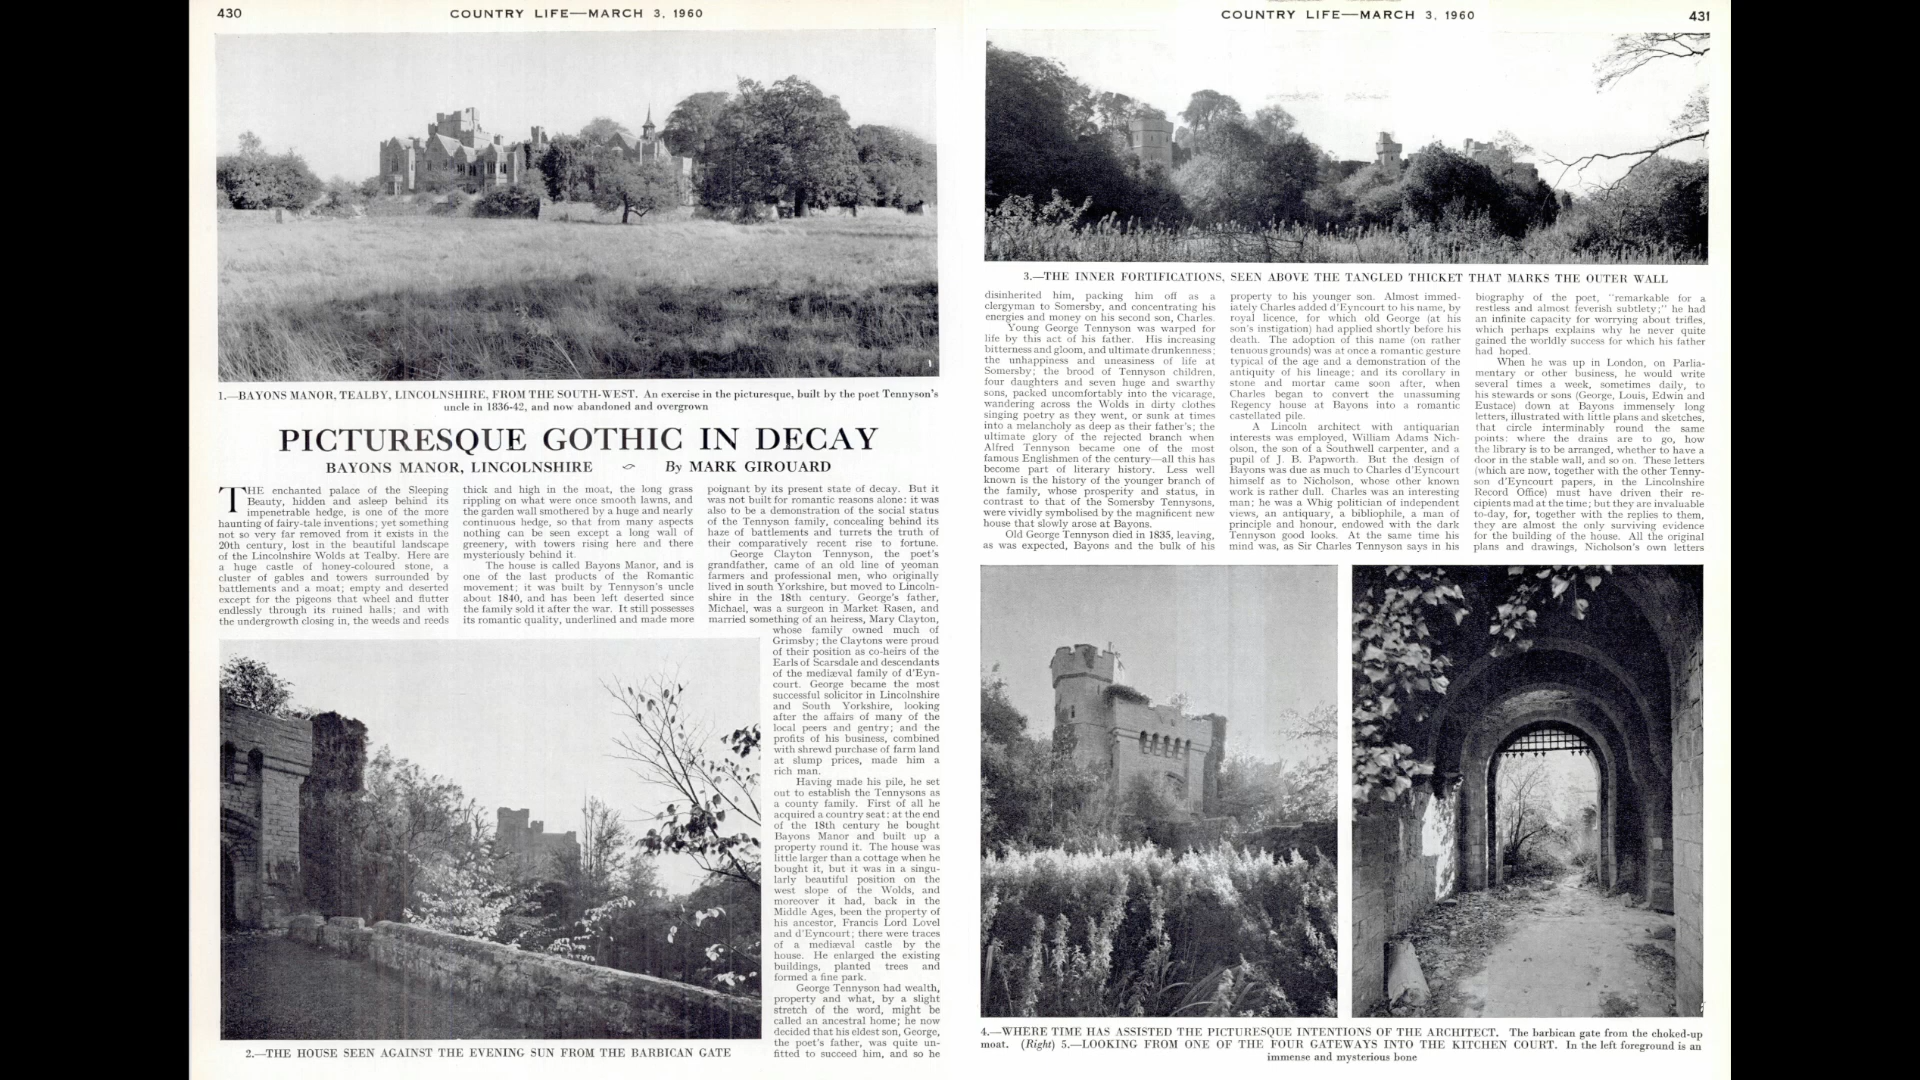 430
COUNTRY LIFE—MARCH 3, 1960
1.—BAYONS MANOR, TEALBY, LINCOLNSHIRE, FROM THE SOUTH-WEST. An exercise in the picturesque, built by the poet Tennyson's
uncle in 1836-42, and now abandoned and overgrown
PICTURESQUE GOTHIC IN DECAY
BAYONS MANOR, LINCOLNSHIRE By MARK GIROUARD
THE enchanted palace of the Sleeping
Beauty, hidden and asleep behind its
impenetrable hedge, is one of the more
haunting of fairy-tale inventions; yet something
not so very far removed from it exists in the
20th century, lost in the beautiful landscape
of the Lincolnshire Wolds at Tealby. Here are
a huge castle of honey-coloured stone, a
cluster of gables and towers surrounded by
battlements and a moat; empty and deserted
except for the pigeons that wheel and flutter
endlessly through its ruined halls; and with
the undergrowth closing in, the weeds and reeds
thick and high in the moat, the long grass
rippling on what were once smooth lawns, and
the garden wall smothered by a huge and nearly
continuous hedge, so that from many aspects
nothing can be seen except a long wall of
greenery, with towers rising here and there
mysteriously behind it.
The house is called Bayons Manor, and is
one of the last products of the Romantic
movement; it was built by Tennyson's uncle
about 1840, and has been left deserted since
the family sold it after the war. It still possesses
its romantic quality, underlined and made more
poignant by its present state of decay. But it
was not built for romantic reasons alone: it was
also to be a demonstration of the social status
of the Tennyson family, concealing behind its
haze of battlements and turrets the truth of
their comparatively recent rise to fortune.
George Clayton Tennyson, the poet's
grandfather, came of an old line of yeoman
farmers and professional men, who originally
lived in south Yorkshire, but moved to Lincoln-
shire in the 18th century. George's father,
Michael, was a surgeon in Market Rasen, and
married something of an heiress, Mary Clayton,
whose family owned much of
Grimsby; the Claytons were proud
of their position as co-heirs of the
Earls of Scarsdale and descendants
of the mediæval family of d'Eyn-
court. George became the most
successful solicitor in Lincolnshire
and South Yorkshire, looking
after the affairs of many of the
local peers and gentry; and the
profits of his business, combined
with shrewd purchase of farm land
at slump prices, made him a
rich man.
Having made his pile, he set
out to establish the Tennysons as
a county family. First of all he
acquired a country seat: at the end
of the 18th century he bought
Bayons Manor and built up a
property round it. The house was
little larger than a cottage when he
bought it, but it was in a singu-
larly beautiful position on the
west slope of the Wolds, and
moreover it had, back in the
Middle Ages, been the property of
his ancestor, Francis Lord Lovel
and d'Eyncourt; there were traces
of a mediæval castle by the
house. He enlarged the existing
buildings, planted trees and
formed a fine park.
George Tennyson had wealth,
property and what, by a slight
stretch of the word, might be
called an ancestral home; he now
decided that his eldest son, George,
the poet's father, was quite un-
fitted to succeed him, and so he
2.—THE HOUSE SEEN AGAINST THE EVENING SUN FROM THE BARBICAN GATE
COUNTRY LIFE—MARCH 3, 1960
431
3.—THE INNER FORTIFICATIONS, SEEN ABOVE THE TANGLED THICKET THAT MARKS THE OUTER WALL
disinherited him, packing him off as a
clergyman to Somersby, and concentrating his
energies and money on his second son, Charles.
Young George Tennyson was warped for
life by this act of his father. His increasing
bitterness and gloom, and ultimate drunkenness;
the unhappiness and uneasiness of life at
Somersby; the brood of Tennyson children,
four daughters and seven huge and swarthy
sons, packed uncomfortably into the vicarage,
wandering across the Wolds in dirty clothes
singing poetry as they went, or sunk at times
into a melancholy as deep as their father's; the
ultimate glory of the rejected branch when
Alfred Tennyson became one of the most
famous Englishmen of the century—all this has
become part of literary history. Less well
known is the history of the younger branch of
the family, whose prosperity and status, in
contrast to that of the Somersby Tennysons,
were vividly symbolised by the magnificent new
house that slowly arose at Bayons.
Old George Tennyson died in 1835, leaving,
as was expected, Bayons and the bulk of his
property to his younger son. Almost immed-
iately Charles added d'Eyncourt to his name, by
royal licence, for which old George (at his
son's instigation) had applied shortly before his
death. The adoption of this name (on rather
tenuous grounds) was at once a romantic gesture
typical of the age and a demonstration of the
antiquity of his lineage; and its corollary in
stone and mortar came soon after, when
Charles began to convert the unassuming
Regency house at Bayons into a romantic
castellated pile.
A Lincoln architect with antiquarian
interests was employed, William Adams Nich-
olson, the son of a Southwell carpenter, and a
pupil of J. B. Papworth. But the design of
Bayons was due as much to Charles d'Eyncourt
himself as to Nicholson, whose other known
work is rather dull. Charles was an interesting
man; he was a Whig politician of independent
views, an antiquary, a bibliophile, a man of
principle and honour, endowed with the dark
Tennyson good looks. At the same time his
mind was, as Sir Charles Tennyson says in his
biography of the poet, "remarkable for a
restless and almost feverish subtlety;" he had
an infinite capacity for worrying about trifles,
which perhaps explains why he never quite
gained the worldly success for which his father
had hoped.
When he was up in London, on Parlia-
mentary or other business, he would write
several times a week, sometimes daily, to
his stewards or sons (George, Louis, Edwin and
Eustace) down at Bayons immensely long
letters, illustrated with little plans and sketches,
that circle interminably round the same
points: where the drains are to go, how
the library is to be arranged, whether to have a
door in the stable wall, and so on. These letters
(which are now, together with the other Tenny-
son d'Eyncourt papers, in the Lincolnshire
Record Office) must have driven their re-
cipients mad at the time; but they are invaluable
to-day, for, together with the replies to them,
they are almost the only surviving evidence
for the building of the house. All the original
plans and drawings, Nicholson's own letters
4.—WHERE TIME HAS ASSISTED THE PICTURESQUE INTENTIONS OF THE ARCHITECT. The barbican gate from the choked-up
moat. (Right) 5.—LOOKING FROM ONE OF THE FOUR GATEWAYS INTO THE KITCHEN COURT. In the left foreground is an
immense and mysterious bone